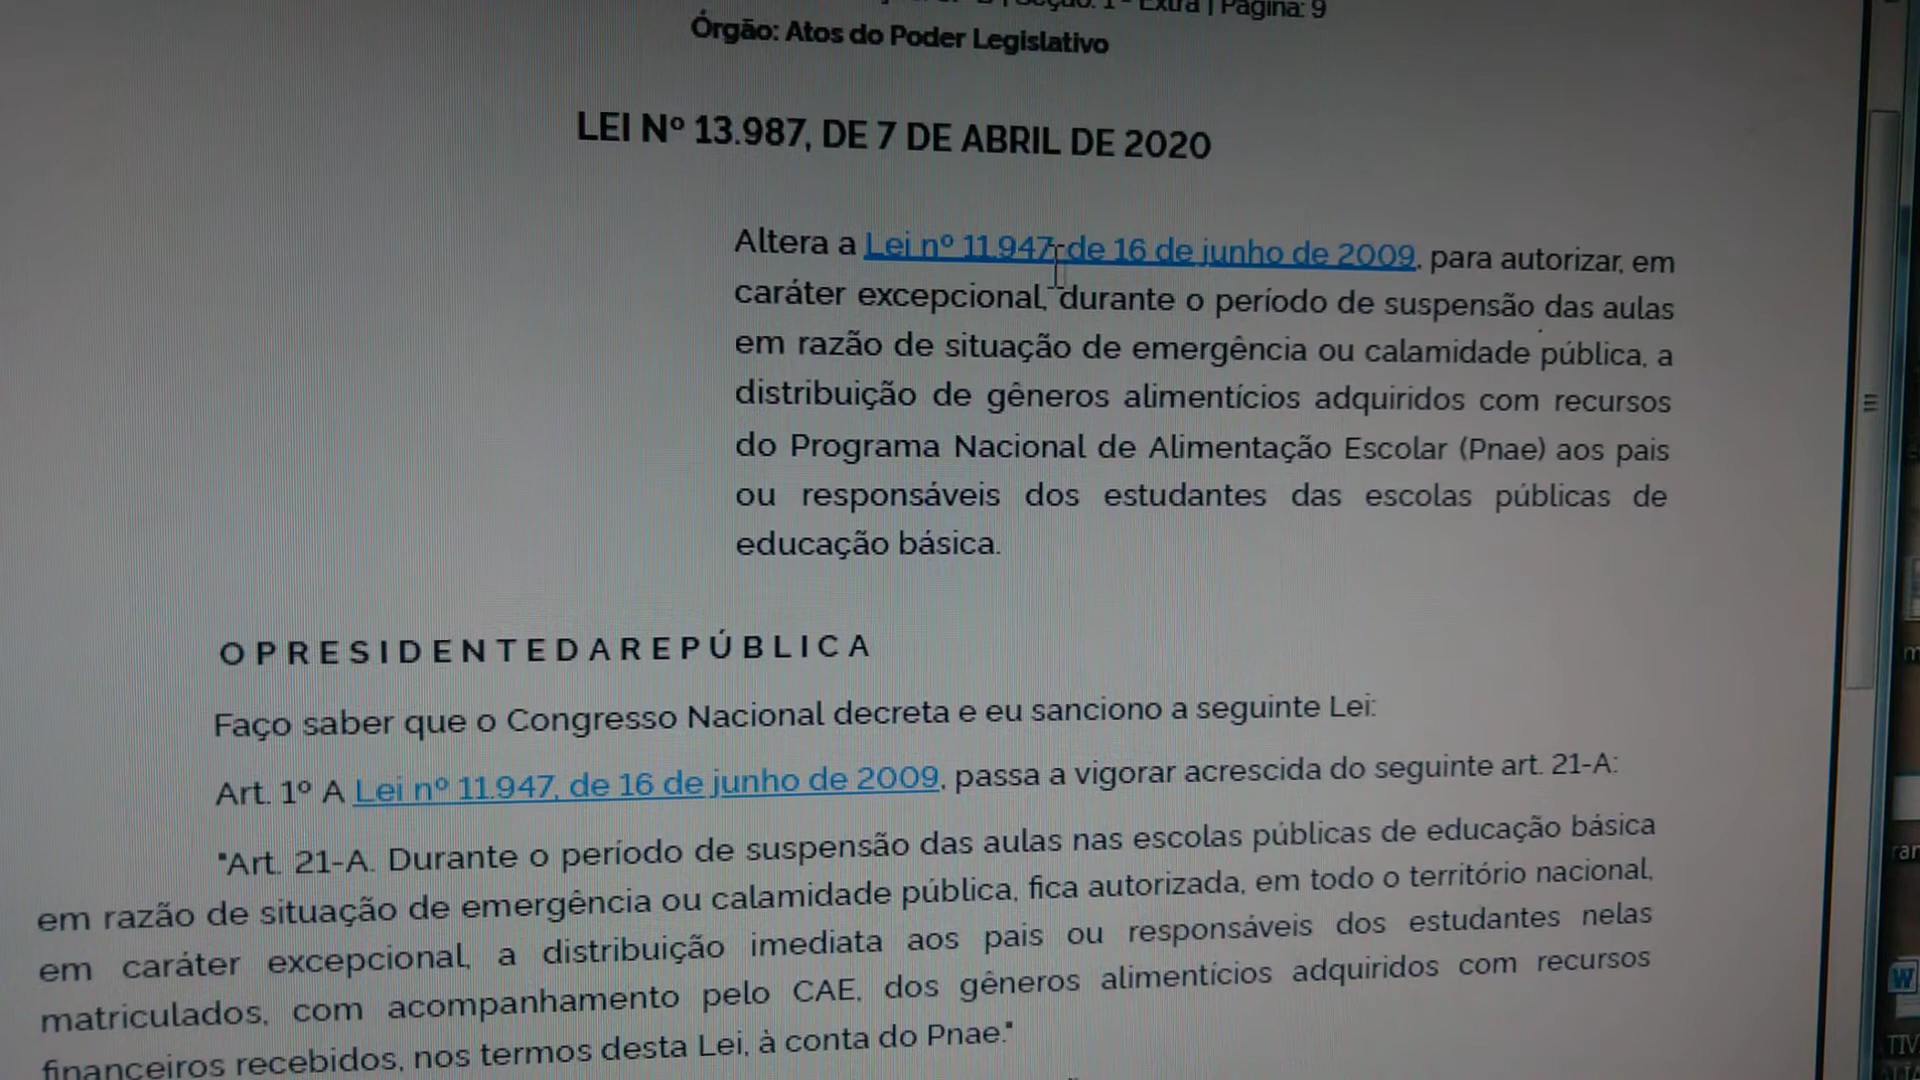 Seção: 1 - Extra | Página: 9
Órgão: Atos do Poder Legislativo
LEI Nº 13.987, DE 7 DE ABRIL DE 2020
Altera a Lei nº 11.947, de 16 de junho de 2009, para autorizar, em
caráter excepcional, durante o período de suspensão das aulas
em razão de situação de emergência ou calamidade pública, a
distribuição de gêneros alimentícios adquiridos com recursos
do Programa Nacional de Alimentação Escolar (Pnae) aos pais
ou responsáveis dos estudantes das escolas públicas de
educação básica.
O P R E S I D E N T E D A R E P Ú B L I C A
Faço saber que o Congresso Nacional decreta e eu sanciono a seguinte Lei:
Art. 1º A Lei nº 11.947, de 16 de junho de 2009, passa a vigorar acrescida do seguinte art. 21-A:
"Art. 21-A. Durante o período de suspensão das aulas nas escolas públicas de educação básica
em razão de situação de emergência ou calamidade pública, fica autorizada, em todo o território nacional,
em caráter excepcional, a distribuição imediata aos pais ou responsáveis dos estudantes nelas
matriculados, com acompanhamento pelo CAE, dos gêneros alimentícios adquiridos com recursos
financeiros recebidos, nos termos desta Lei, à conta do Pnae."